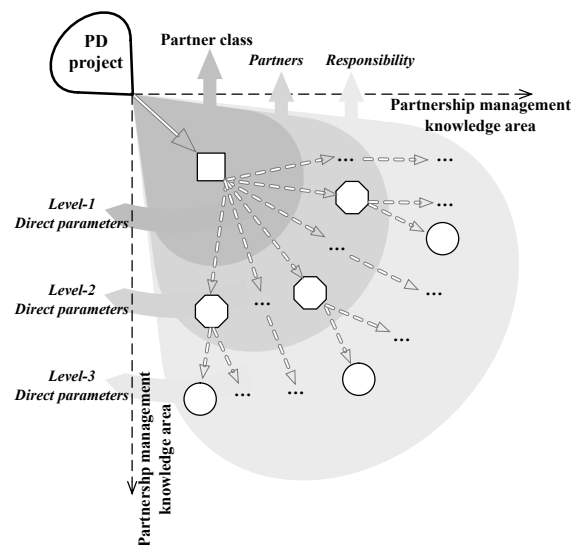 PD
project
Partner class
Partners
Responsibility
Partnership management
knowledge area
...
...
Level-1
Direct parameters
...
...
Level-2
Direct parameters
...
...
...
Level-3
Direct parameters
...
...
Partnershp management
knowledge area